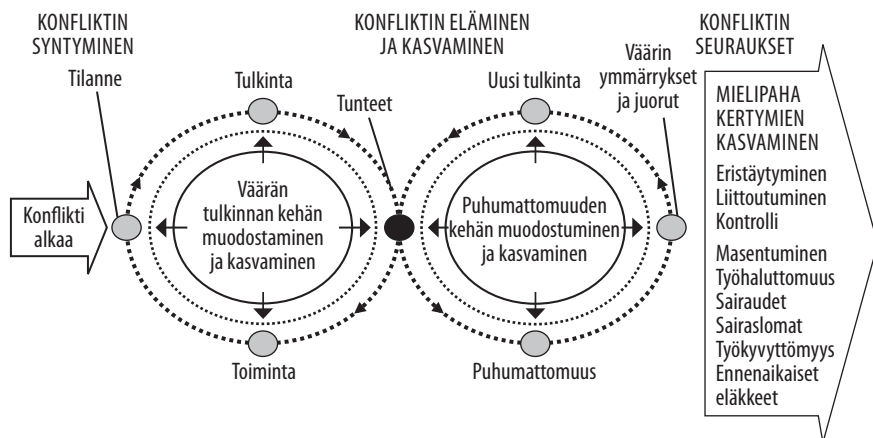 KONFLIKTIN
SYNTYMINEN
KONFLIKTIN ELÄMINEN
JA KASVAMINEN
KONFLIKTIN
SEURAUKSET
Tilanne
Tulkinta
Tunteet
Uusi tulkinta
Väärin
ymmärrykset
ja juorut
Konflikti
alkaa
Väärän
tulkinnan kehän
muodostaminen
ja kasvaminen
Puhumattomuuden
kehän muodostuminen
ja kasvaminen
Toiminta
Puhumattomuus
MIELIPAHA
KERTYMIEN
KASVAMINEN
Eristäytyminen
Liittoutuminen
Kontrolli
Masentuminen
Työhaluttomuus
Sairaudet
Sairaslomat
Työkyvyttömyys
Ennenaikaiset
eläkkeet